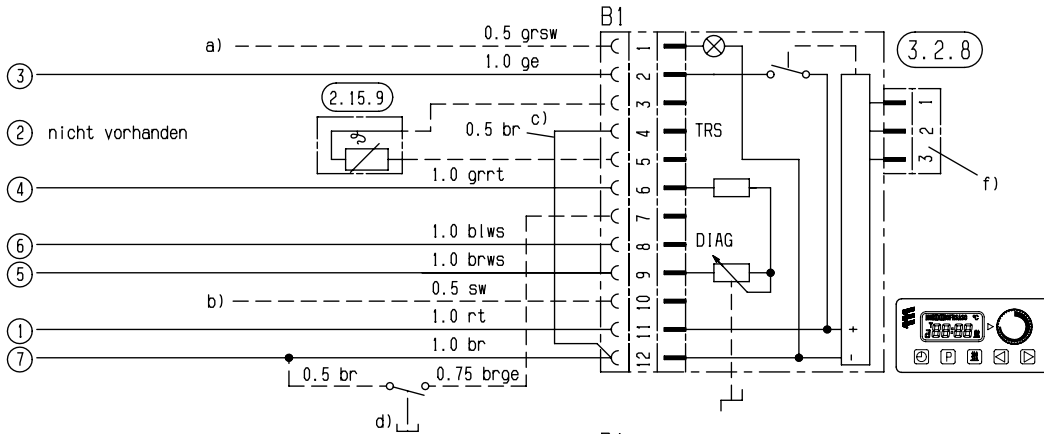 B1
a) 0.5 grsw 1
3 1.0 ge 2
3.2.8
2.15.9
3
1
2 nicht vorhanden
0.5 br c) 4 TRS 2
5 3
4 1.0 grrt 6 f)
7
6 1.0 blws 8 DIAG
5 1.0 brws 9
b) 0.5 sw 10
1 1.0 rt 11 +
7 1.0 br 12 -
0.5 br 0.75 brge
d)
°C
88:88
P